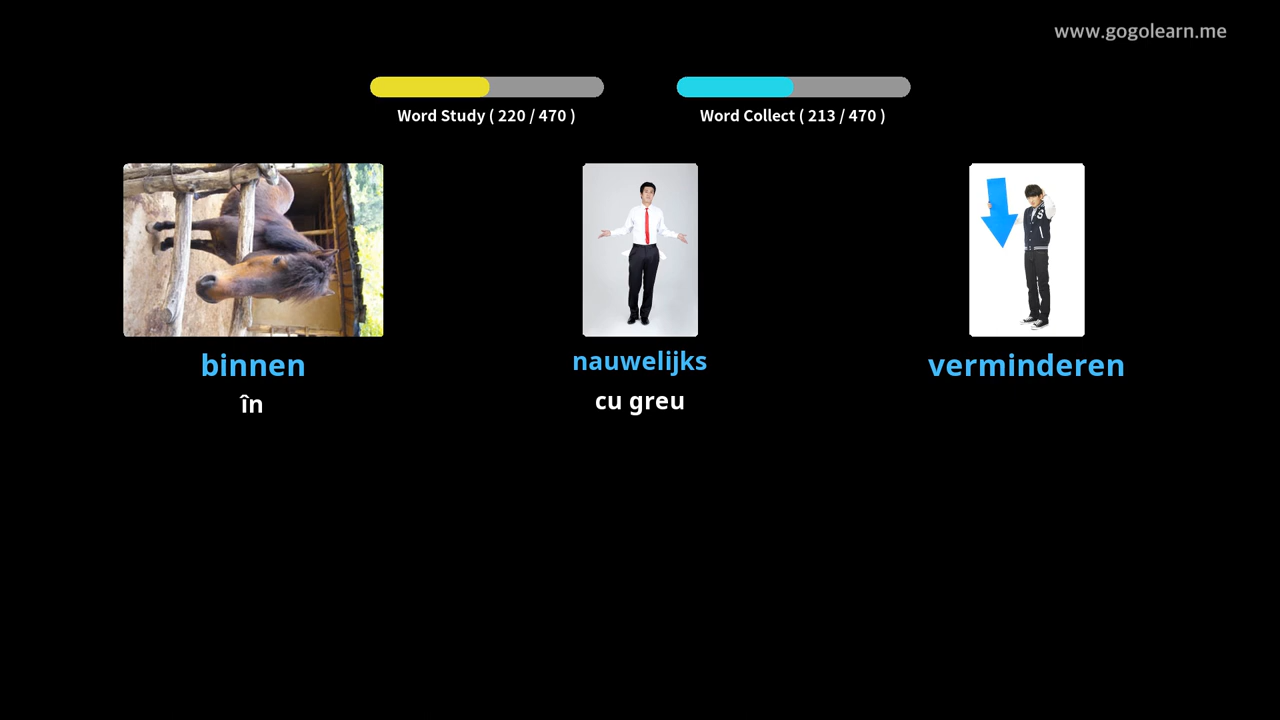 www.gogolearn.me
Word Study ( 220 / 470 )
Word Collect ( 213 / 470 )
binnen
în
nauwelijks
cu greu
verminderen